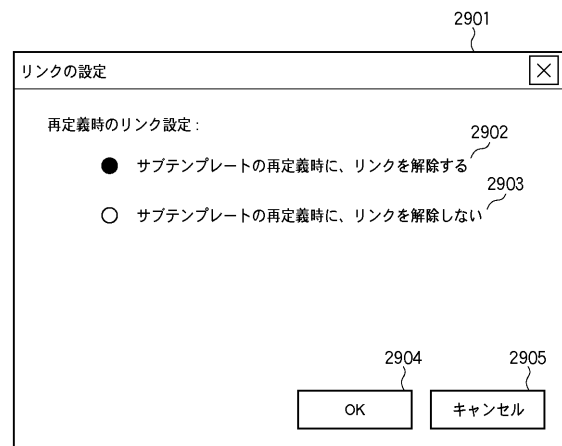 2901
リンクの設定
再定義時のリンク設定：
2902
サブテンプレートの再定義時に、リンクを解除する
2903
サブテンプレートの再定義時に、リンクを解除しない
2904 2905
OK キャンセル